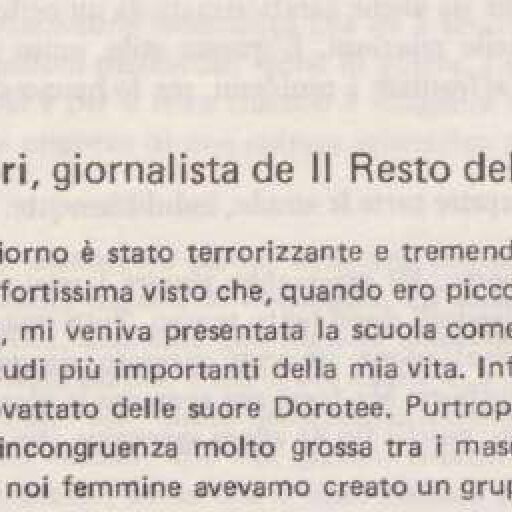 ri, giornalista de Il Resto del
iorno è stato terrorizzante e tremend
fortissima visto che, quando ero picco
, mi veniva presentata la scuola come
udi più importanti della mia vita. Inf
vattato delle suore Dorotee. Purtrop
incongruenza molto grossa tra i mas
noi femmine avevamo creato un grup